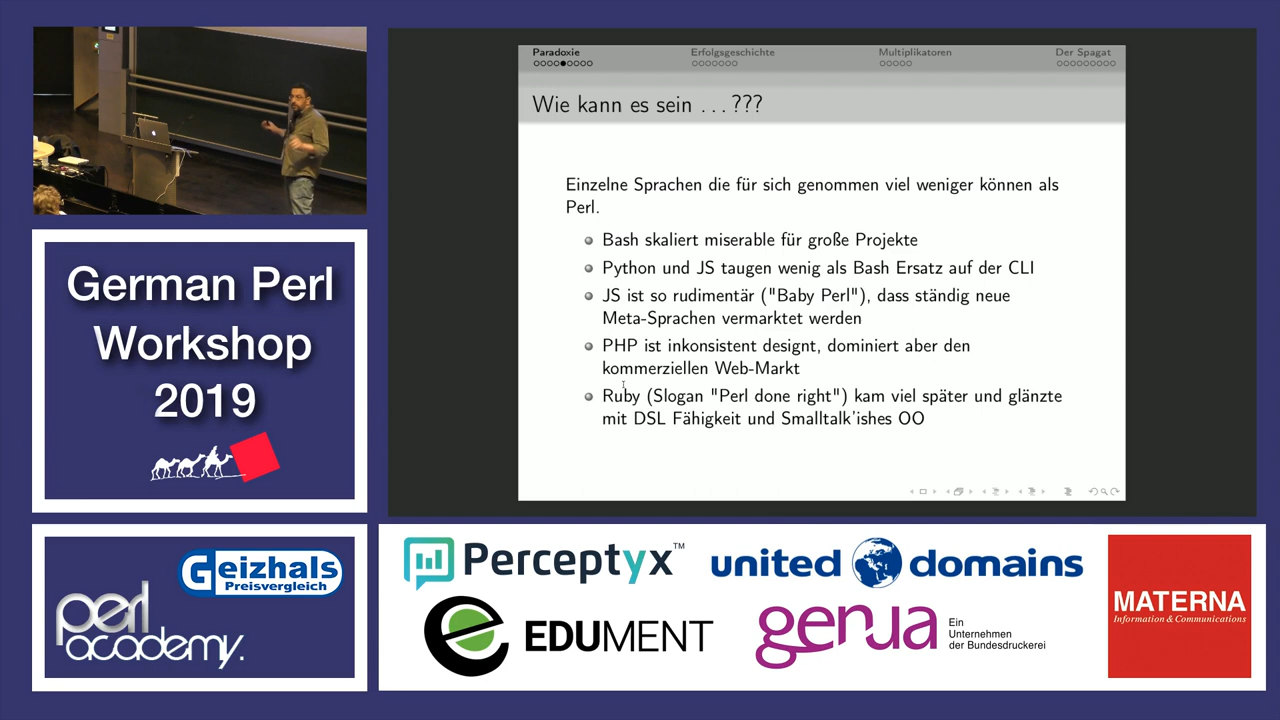 Paradoxie Erfolgsgeschichte Multiplikatoren Der Spagat
Wie kann es sein ... ???
Einzelne Sprachen die für sich genommen viel weniger können als
Perl.
Bash skaliert miserable für große Projekte
Python und JS taugen wenig als Bash Ersatz auf der CLI
JS ist so rudimentär ("Baby Perl"), dass ständig neue
Meta-Sprachen vermarktet werden
PHP ist inkonsistent designt, dominiert aber den
kommerziellen Web-Markt
Ruby (Slogan "Perl done right") kam viel später und glänzte
mit DSL Fähigkeit und Smalltalk'ishes OO
German Perl
Workshop
2019
Geizhals
Preisvergleich
perl
academy.
Perceptyx™
united domains
EDUMENT
genua
Ein
Unternehmen
der Bundesdruckerei
MATERNA
Information & Communications